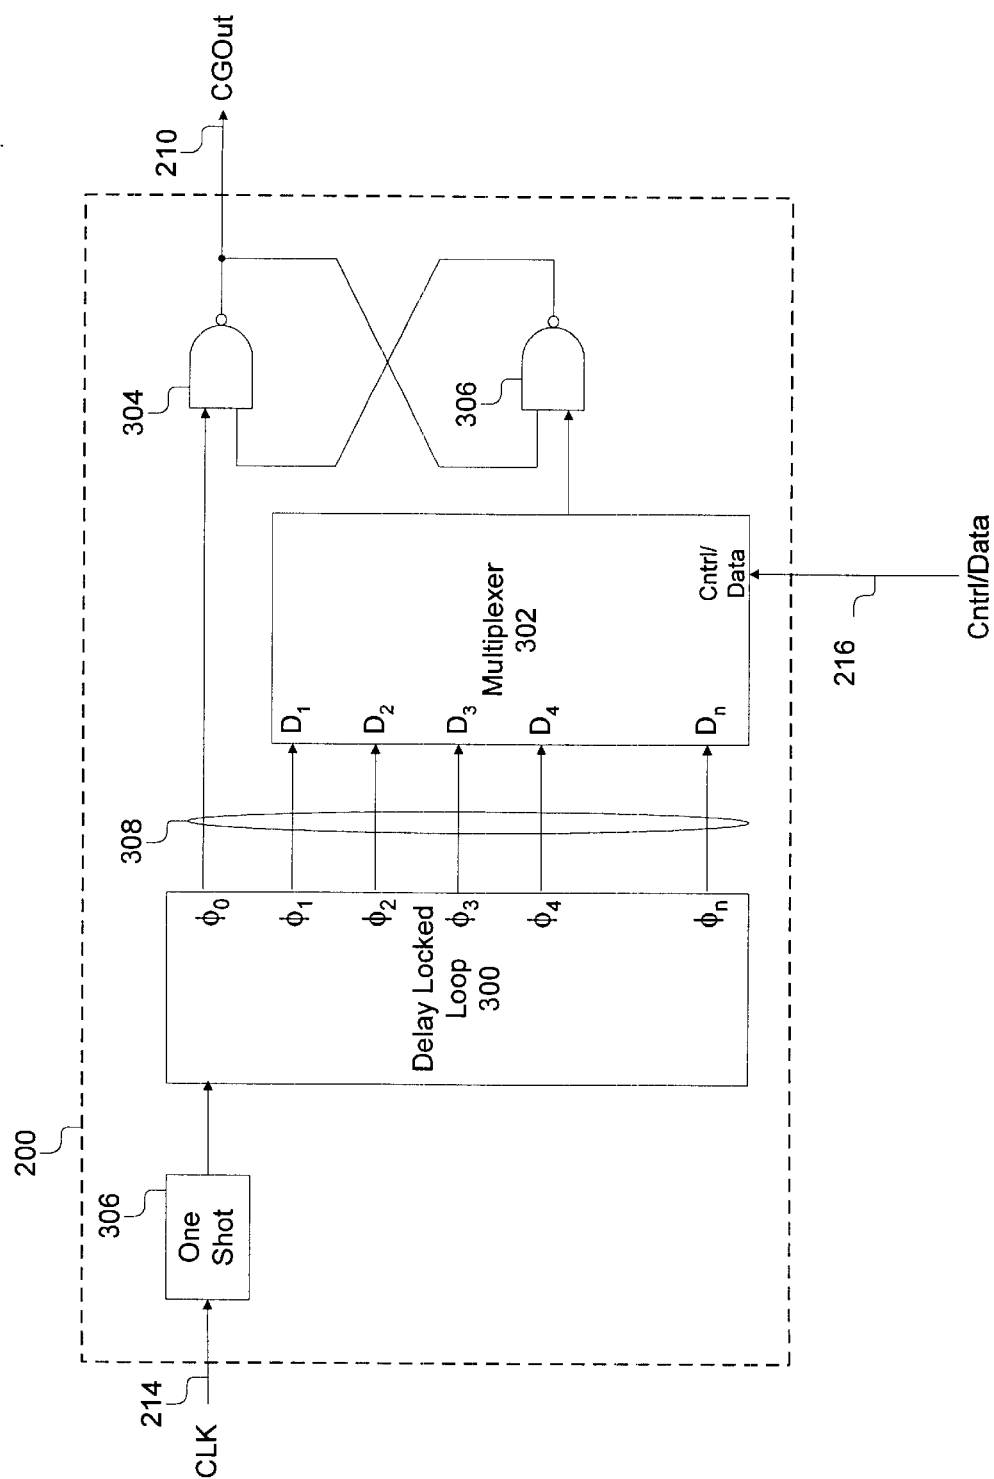 200
CLK
214
306
One
Shot
Delay Locked
Loop
300
ϕ0
ϕ1
ϕ2
ϕ3
ϕ4
ϕn
308
D1
D2
D3
D4
Dn
Multiplexer
302
Cntrl/
Data
216
Cntrl/Data
304
306
210
CGOut